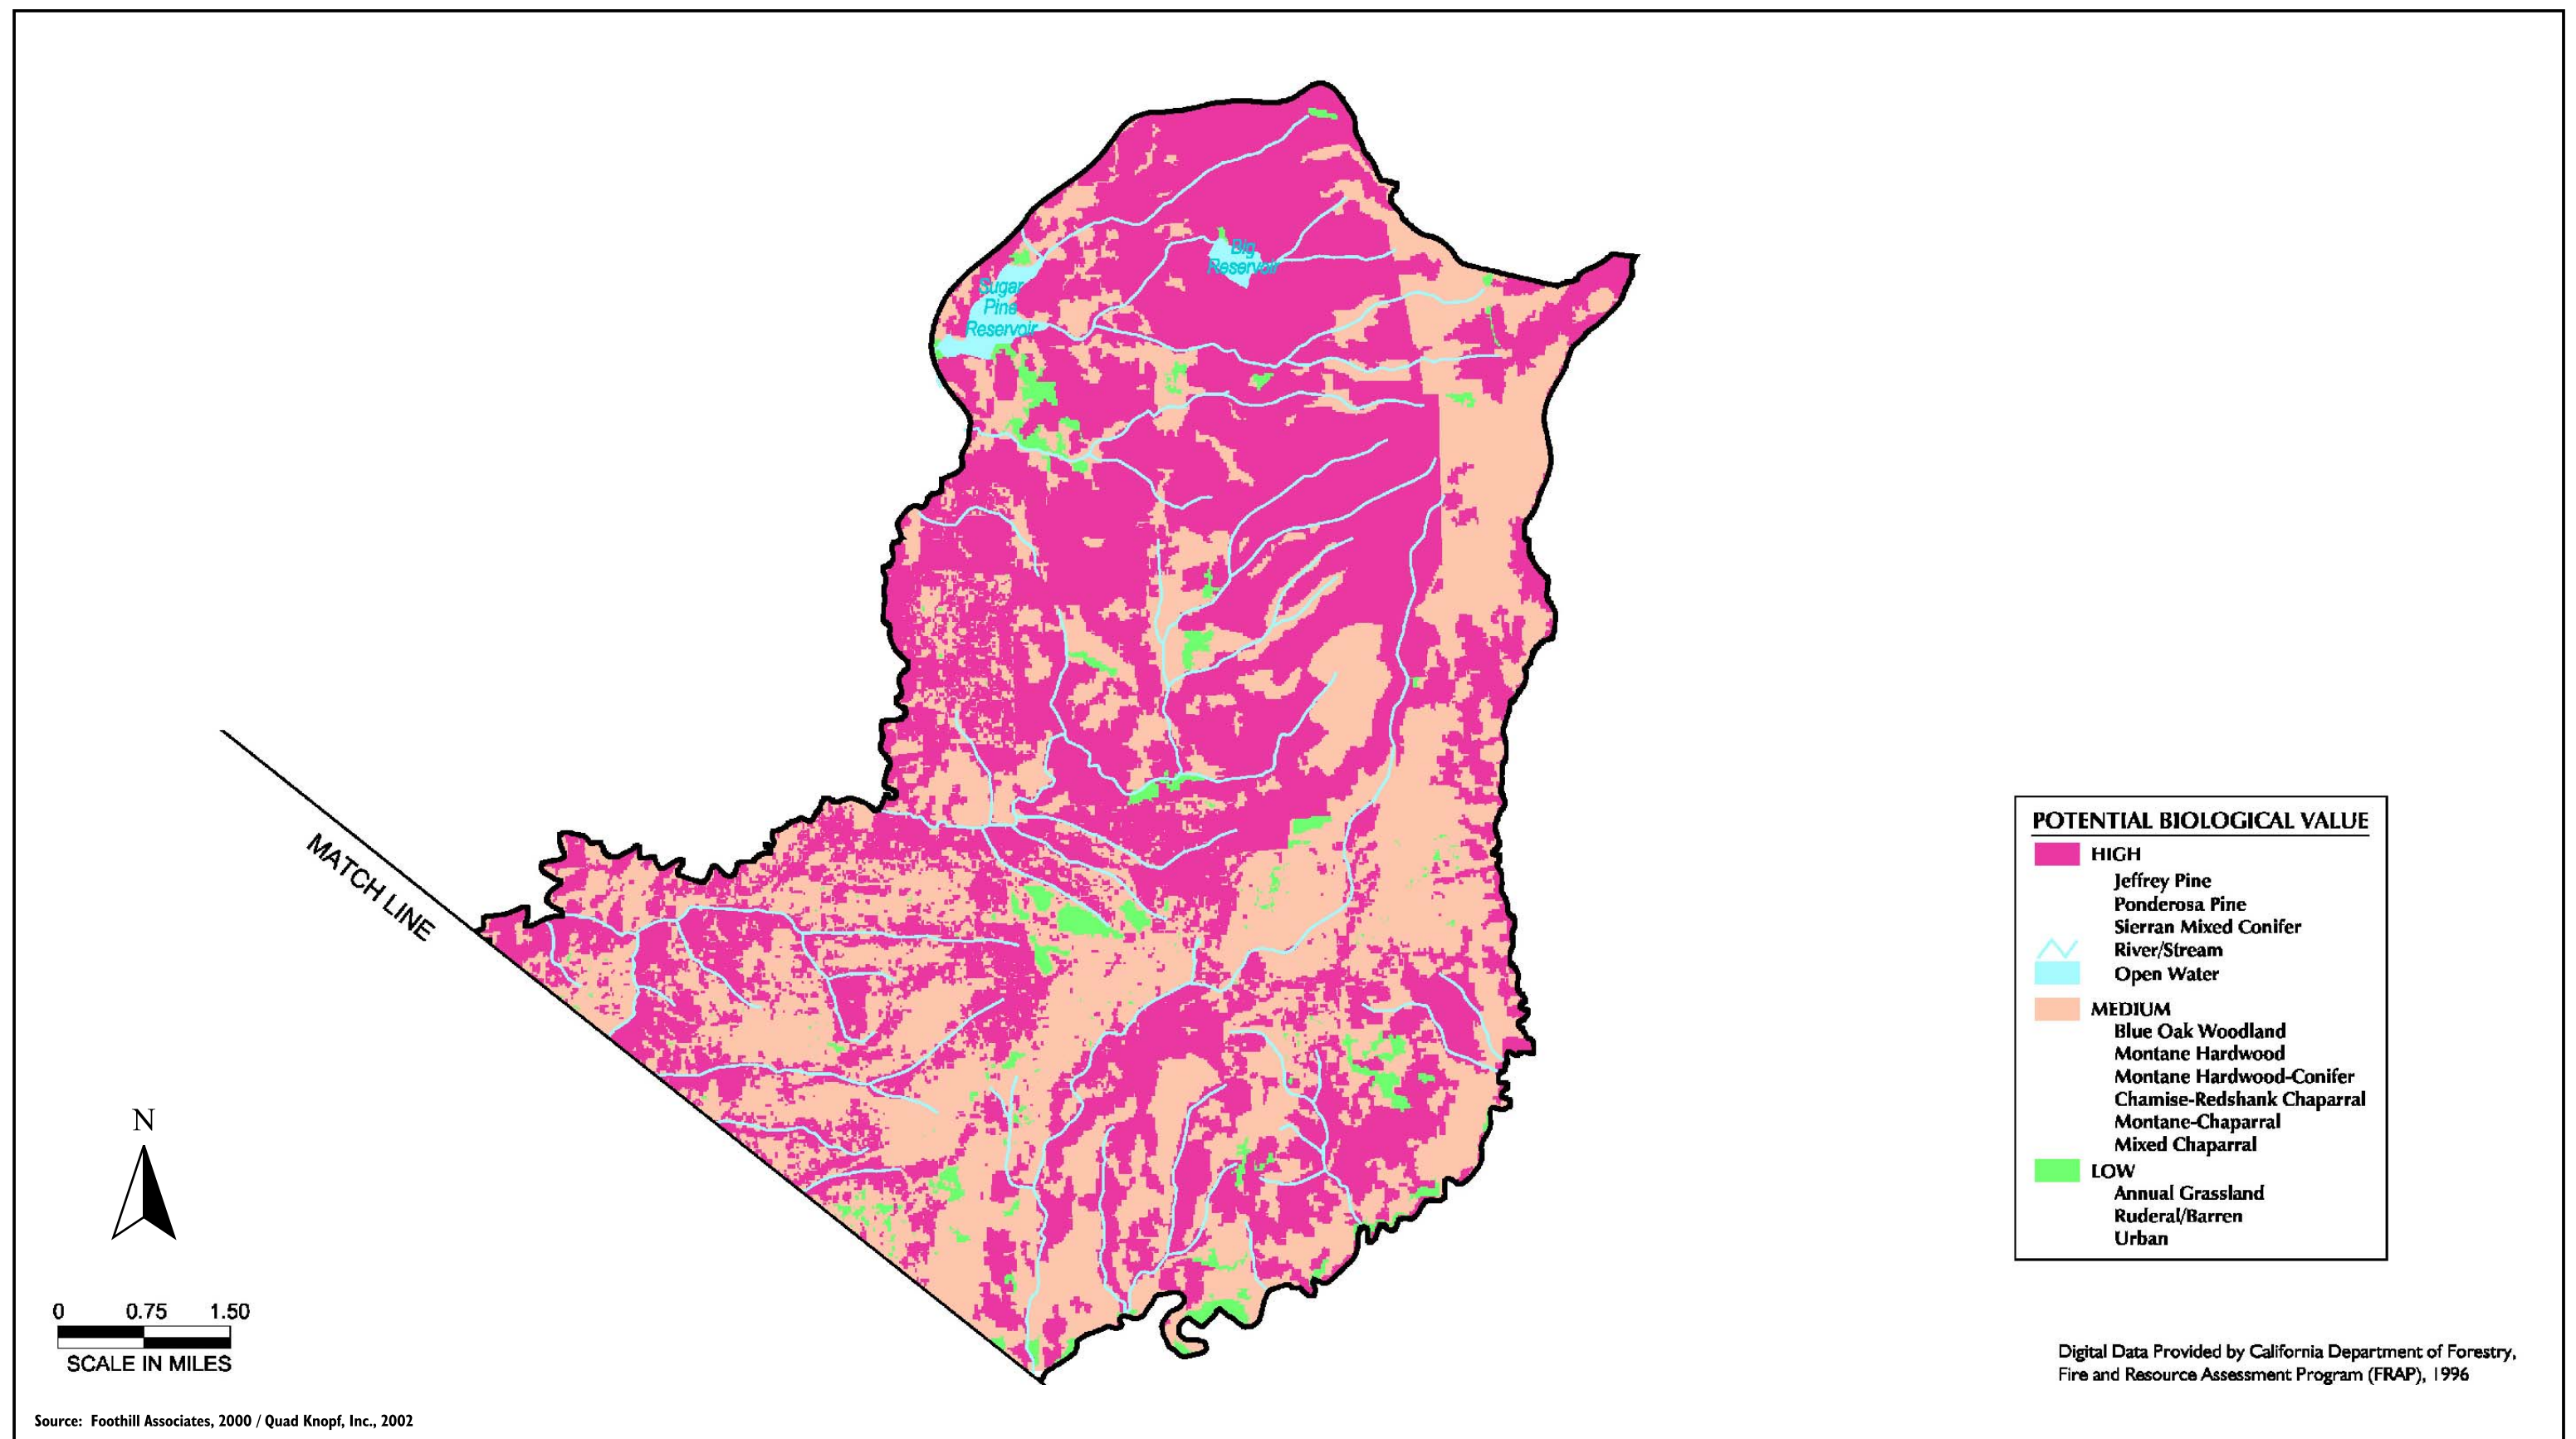 Big
Reservoir
Sugar
Pine
Reservoir
MATCH LINE
POTENTIAL BIOLOGICAL VALUE
HIGH
Jeffrey Pine
Ponderosa Pine
Sierran Mixed Conifer
River/Stream
Open Water
MEDIUM
Blue Oak Woodland
Montane Hardwood
Montane Hardwood-Conifer
Chamise-Redshank Chaparral
Montane-Chaparral
Mixed Chaparral
LOW
Annual Grassland
Ruderal/Barren
Urban
N
0 0.75 1.50
SCALE IN MILES
Digital Data Provided by California Department of Forestry,
Fire and Resource Assessment Program (FRAP), 1996
Source: Foothill Associates, 2000 / Quad Knopf, Inc., 2002